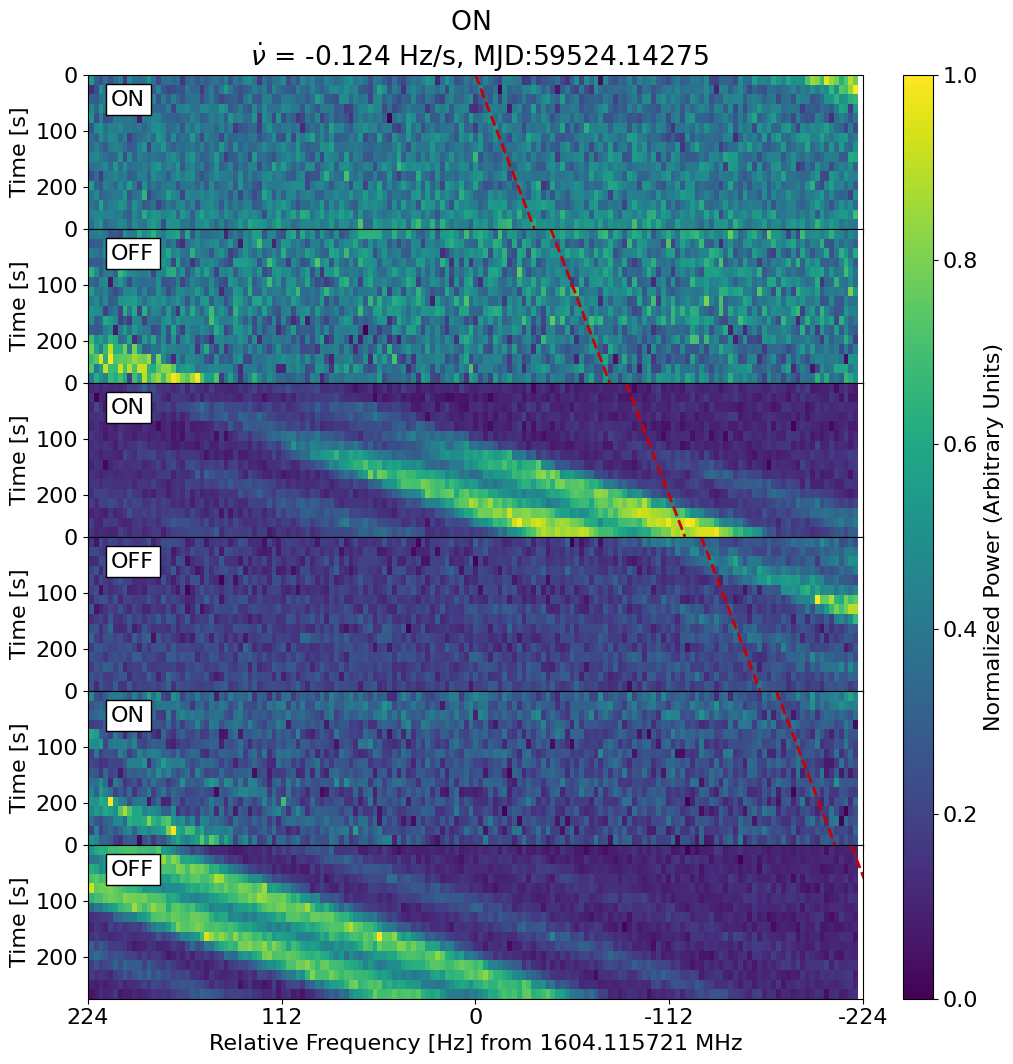 ON
ν̇ = -0.124 Hz/s, MJD:59524.14275
0
100
200
Time [s]
ON
0
100
200
Time [s]
OFF
0
100
200
Time [s]
ON
0
100
200
Time [s]
OFF
0
100
200
Time [s]
ON
0
100
200
Time [s]
OFF
224
112
0
-112
-224
Relative Frequency [Hz] from 1604.115721 MHz
1.0
0.8
0.6
0.4
0.2
0.0
Normalized Power (Arbitrary Units)